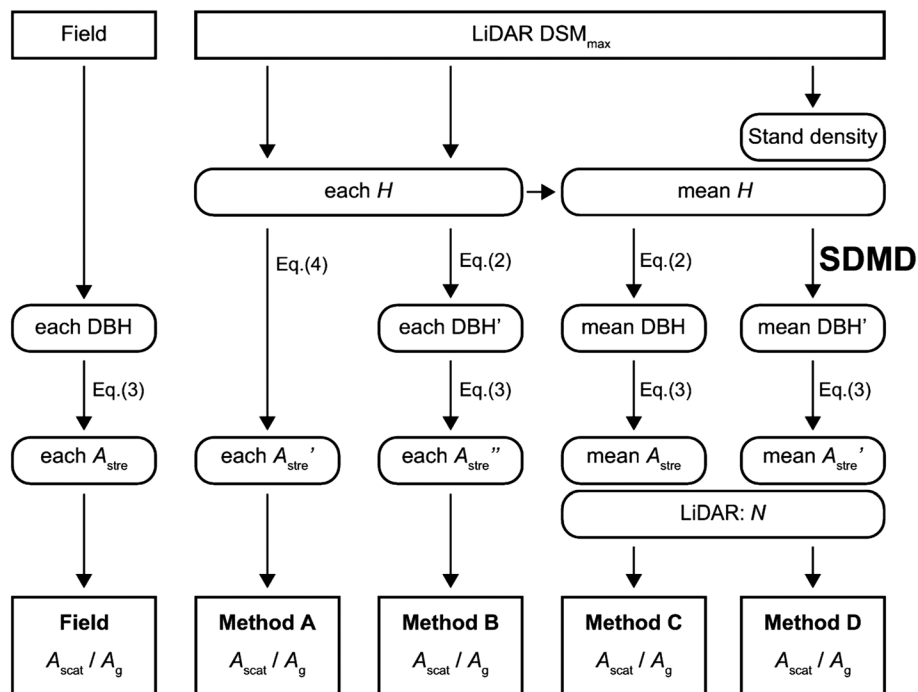 Field
LiDAR DSMmax
Stand density
each H
mean H
Eq.(4)
Eq.(2)
Eq.(2)
SDMD
each DBH
each DBH’
mean DBH
mean DBH’
Eq.(3)
Eq.(3)
Eq.(3)
Eq.(3)
each Astre
each Astre’
each Astre’’
mean Astre
mean Astre’
LiDAR: N
Field
Ascat / Ag
Method A
Ascat / Ag
Method B
Ascat / Ag
Method C
Ascat / Ag
Method D
Ascat / Ag